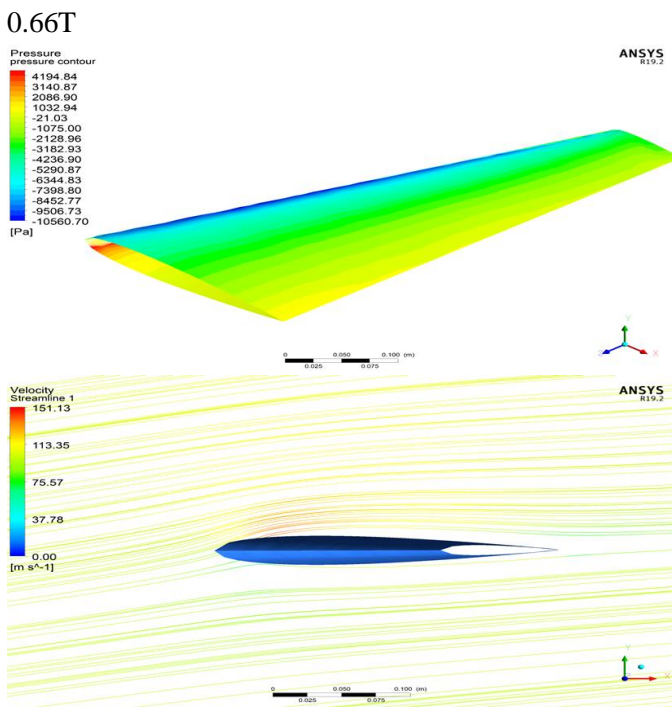 0.66T
Pressure
pressure contour
ANSYS
R19.2
4194.84
3140.87
2086.90
1032.94
-21.03
-1075.00
-2128.96
-3182.93
-4236.90
-5290.87
-6344.83
-7398.80
-8452.77
-9506.73
-10560.70
[Pa]
Y
Z X
0 0.050 0.100 (m)
0.025 0.075
Velocity
Streamline 1
ANSYS
R19.2
151.13
113.35
75.57
37.78
0.00
[m s^-1]
Y
X
0 0.050 0.100 (m)
0.025 0.075